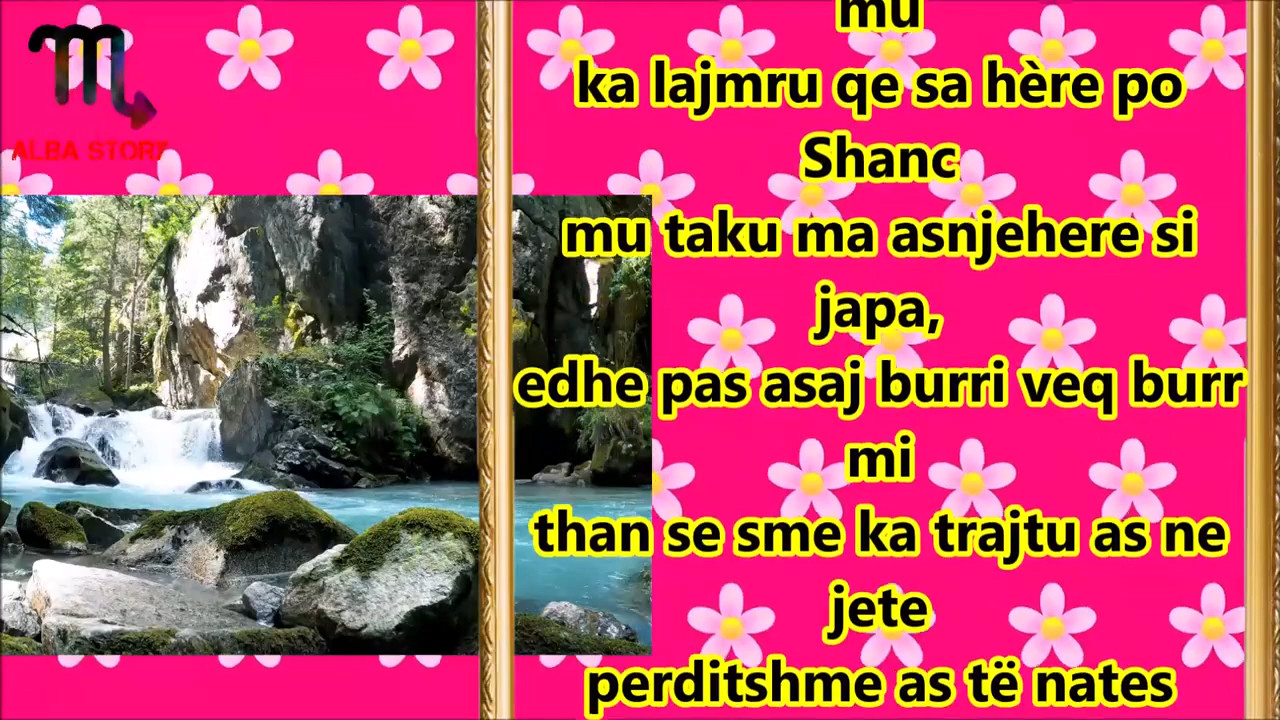 ALBA STORY
mu
ka lajmru qe sa hère po
Shanc
mu taku ma asnjehere si
japa,
edhe pas asaj burri veq burr
mi
than se sme ka trajtu as ne
jete
perditshme as të nates